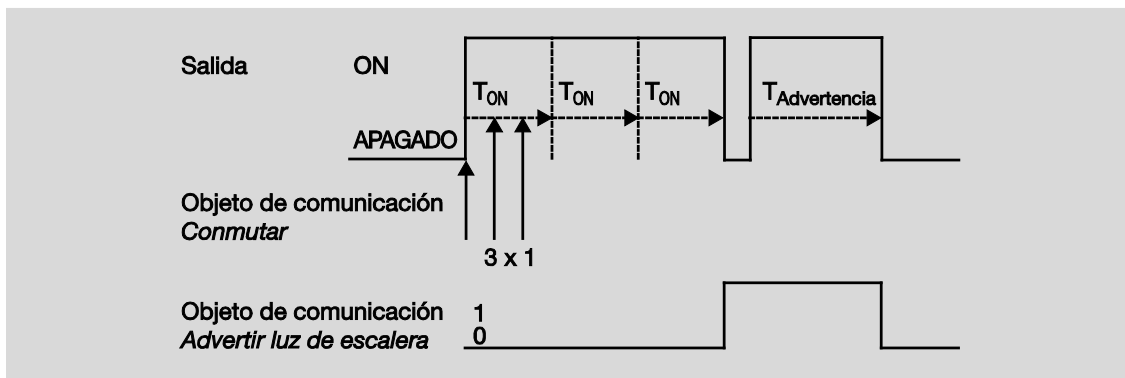 Salida ON
T_ON T_ON T_ON T_Advertencia
APAGADO
Objeto de comunicación
Conmutar
3 x 1
Objeto de comunicación 1
Advertir luz de escalera 0